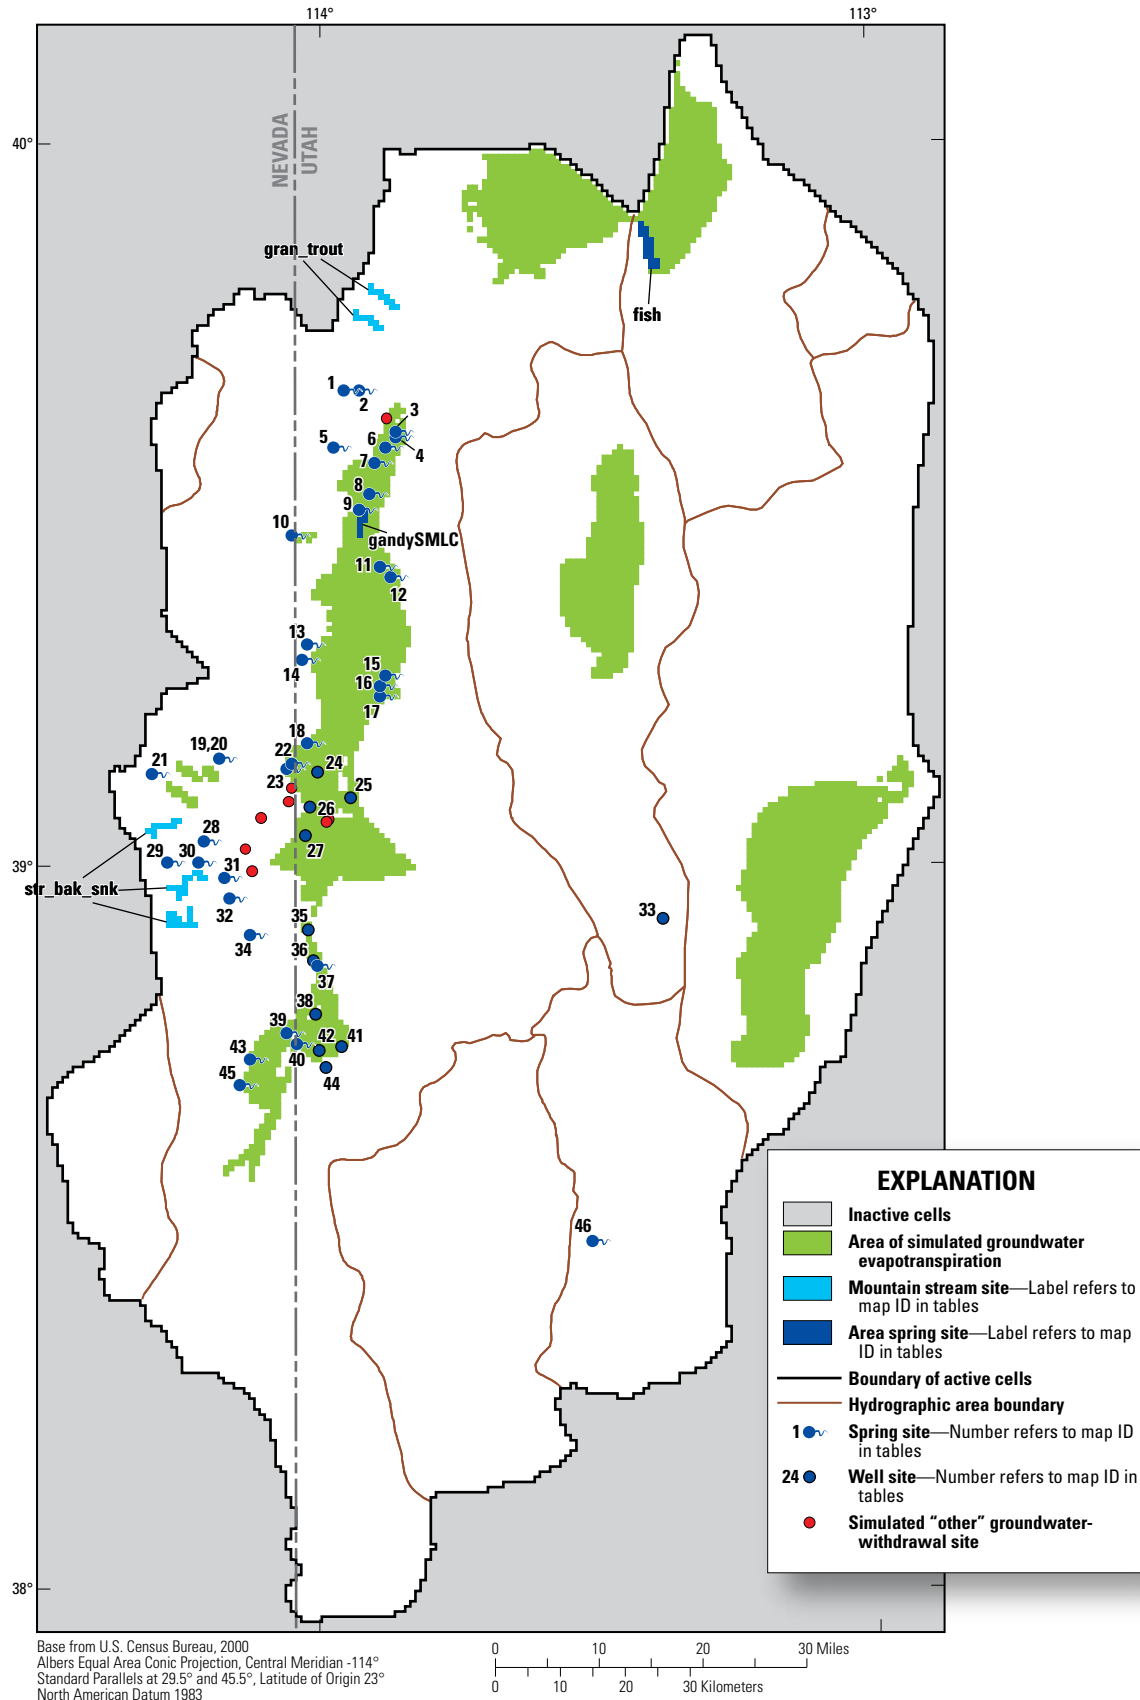 114°
113°
40°
NEVADA
UTAH
gran_trout
fish
1
2
3
4
5
6
7
8
9
10
gandySMLC
11
12
13
14
15
16
17
18
19,20
21
22
23
24
25
26
27
28
39°
29
30
31
str_bak_snk
32
33
34
35
36
37
38
39
40
41
42
43
44
45
46
38°
EXPLANATION
Inactive cells
Area of simulated groundwater
evapotranspiration
Mountain stream site—Label refers to
map ID in tables
Area spring site—Label refers to map
ID in tables
Boundary of active cells
Hydrographic area boundary
1 Spring site—Number refers to map ID
in tables
24 Well site—Number refers to map ID in
tables
Simulated “other” groundwater-
withdrawal site
Base from U.S. Census Bureau, 2000
Albers Equal Area Conic Projection, Central Meridian -114°
Standard Parallels at 29.5° and 45.5°, Latitude of Origin 23°
North American Datum 1983
0 10 20 30 Miles
0 10 20 30 Kilometers